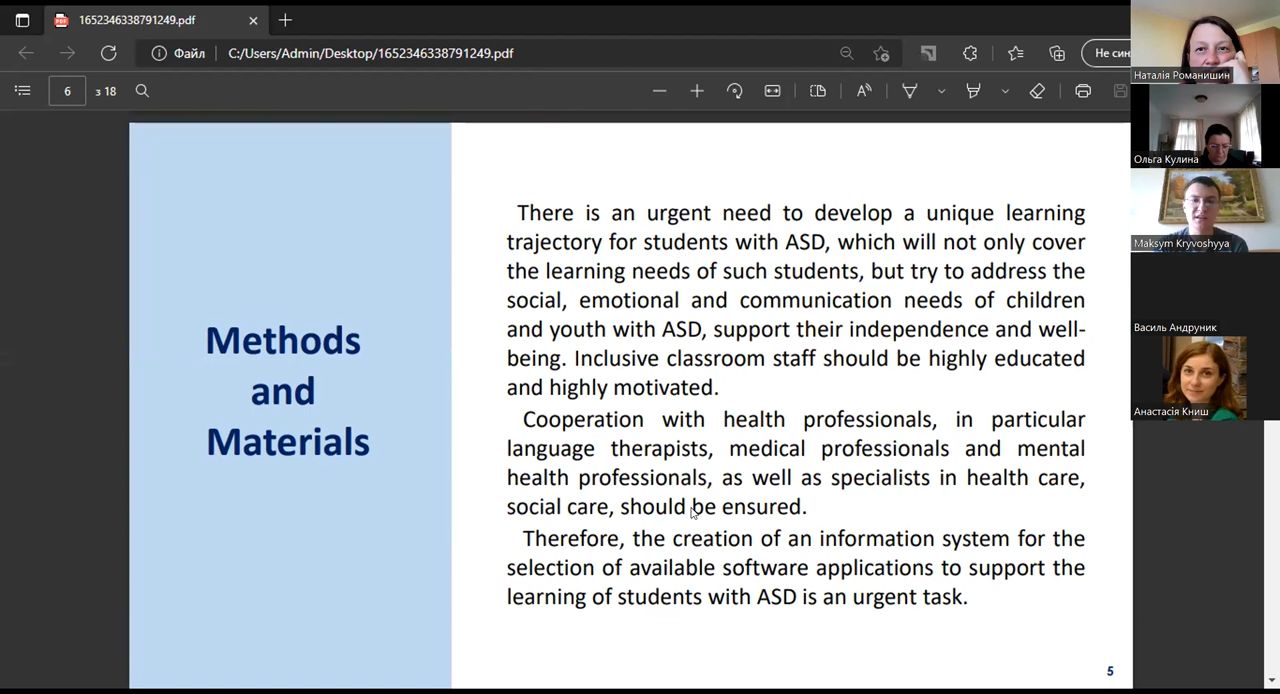 1652346338791249.pdf
Файл
C:/Users/Admin/Desktop/1652346338791249.pdf
Не син
6 з 18
Methods
and
Materials
There is an urgent need to develop a unique learning
trajectory for students with ASD, which will not only cover
the learning needs of such students, but try to address the
social, emotional and communication needs of children
and youth with ASD, support their independence and well-
being. Inclusive classroom staff should be highly educated
and highly motivated.
Cooperation with health professionals, in particular
language therapists, medical professionals and mental
health professionals, as well as specialists in health care,
social care, should be ensured.
Therefore, the creation of an information system for the
selection of available software applications to support the
learning of students with ASD is an urgent task.
5
Наталія Романишин
Ольга Кулина
Maksym Kryvoshyya
Василь Андруник
Анастасія Книш